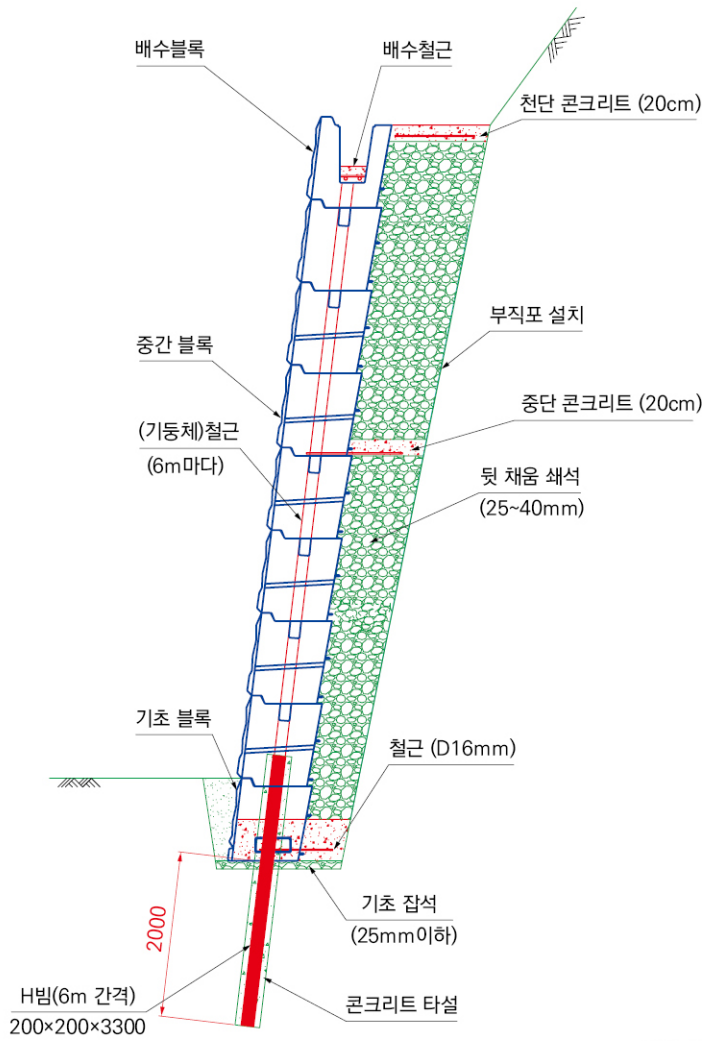 배수블록
배수철근
천단 콘크리트 (20cm)
부직포 설치
중간 블록
중단 콘크리트 (20cm)
(기둥체)철근
(6m마다)
뒷 채움 쇄석
(25~40mm)
기초 블록
철근 (D16mm)
2000
기초 잡석
(25mm이하)
H빔(6m 간격)
200×200×3300
콘크리트 타설